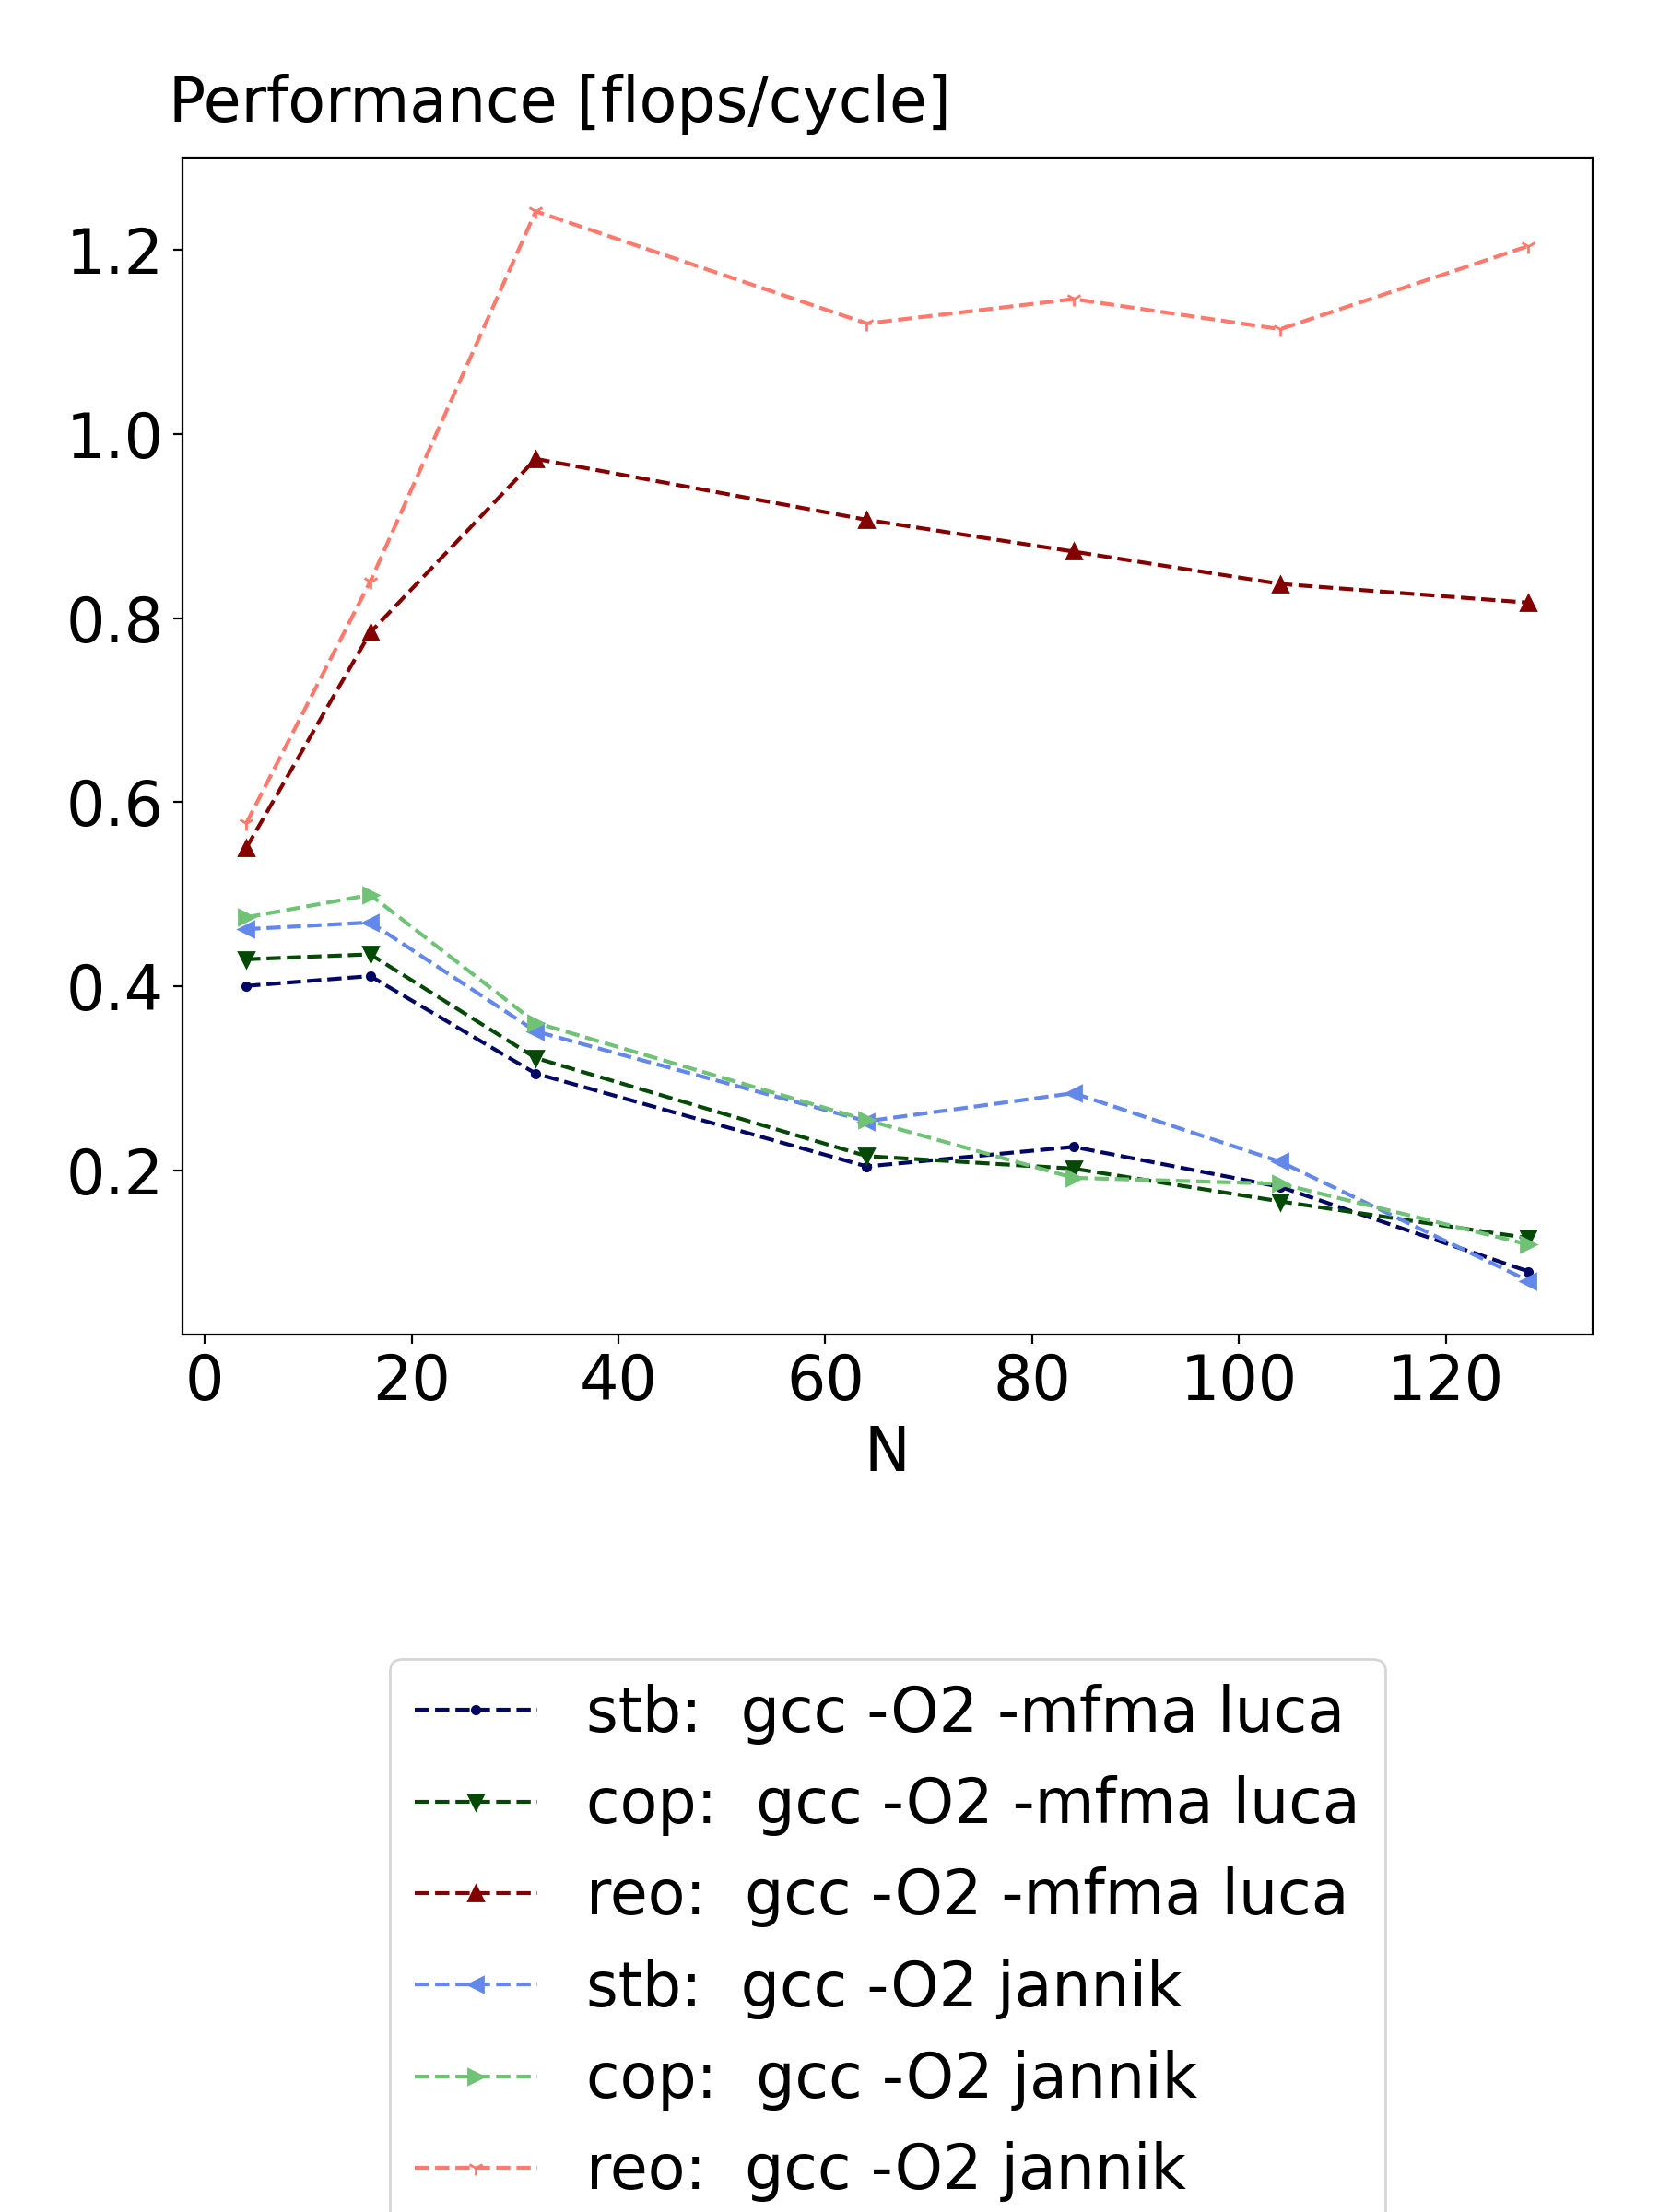 Performance [flops/cycle]
1.2
1.0
0.8
0.6
0.4
0.2
0 20 40 60 80 100 120
N
stb: gcc -O2 -mfma luca
cop: gcc -O2 -mfma luca
reo: gcc -O2 -mfma luca
stb: gcc -O2 jannik
cop: gcc -O2 jannik
reo: gcc -O2 jannik